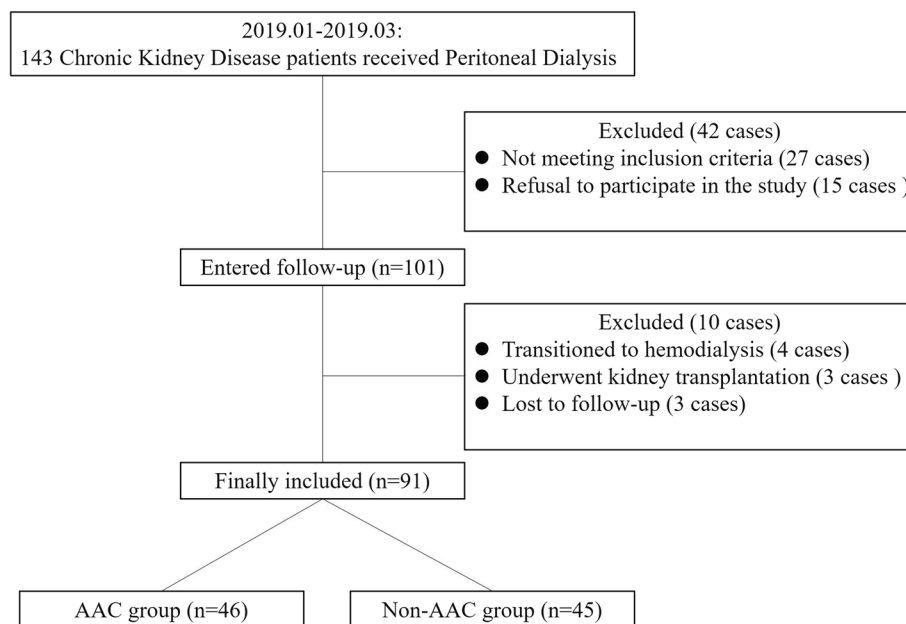 2019.01-2019.03:
143 Chronic Kidney Disease patients received Peritoneal Dialysis
Excluded (42 cases)
● Not meeting inclusion criteria (27 cases)
● Refusal to participate in the study (15 cases )
Entered follow-up (n=101)
Excluded (10 cases)
● Transitioned to hemodialysis (4 cases)
● Underwent kidney transplantation (3 cases )
● Lost to follow-up (3 cases)
Finally included (n=91)
AAC group (n=46)
Non-AAC group (n=45)